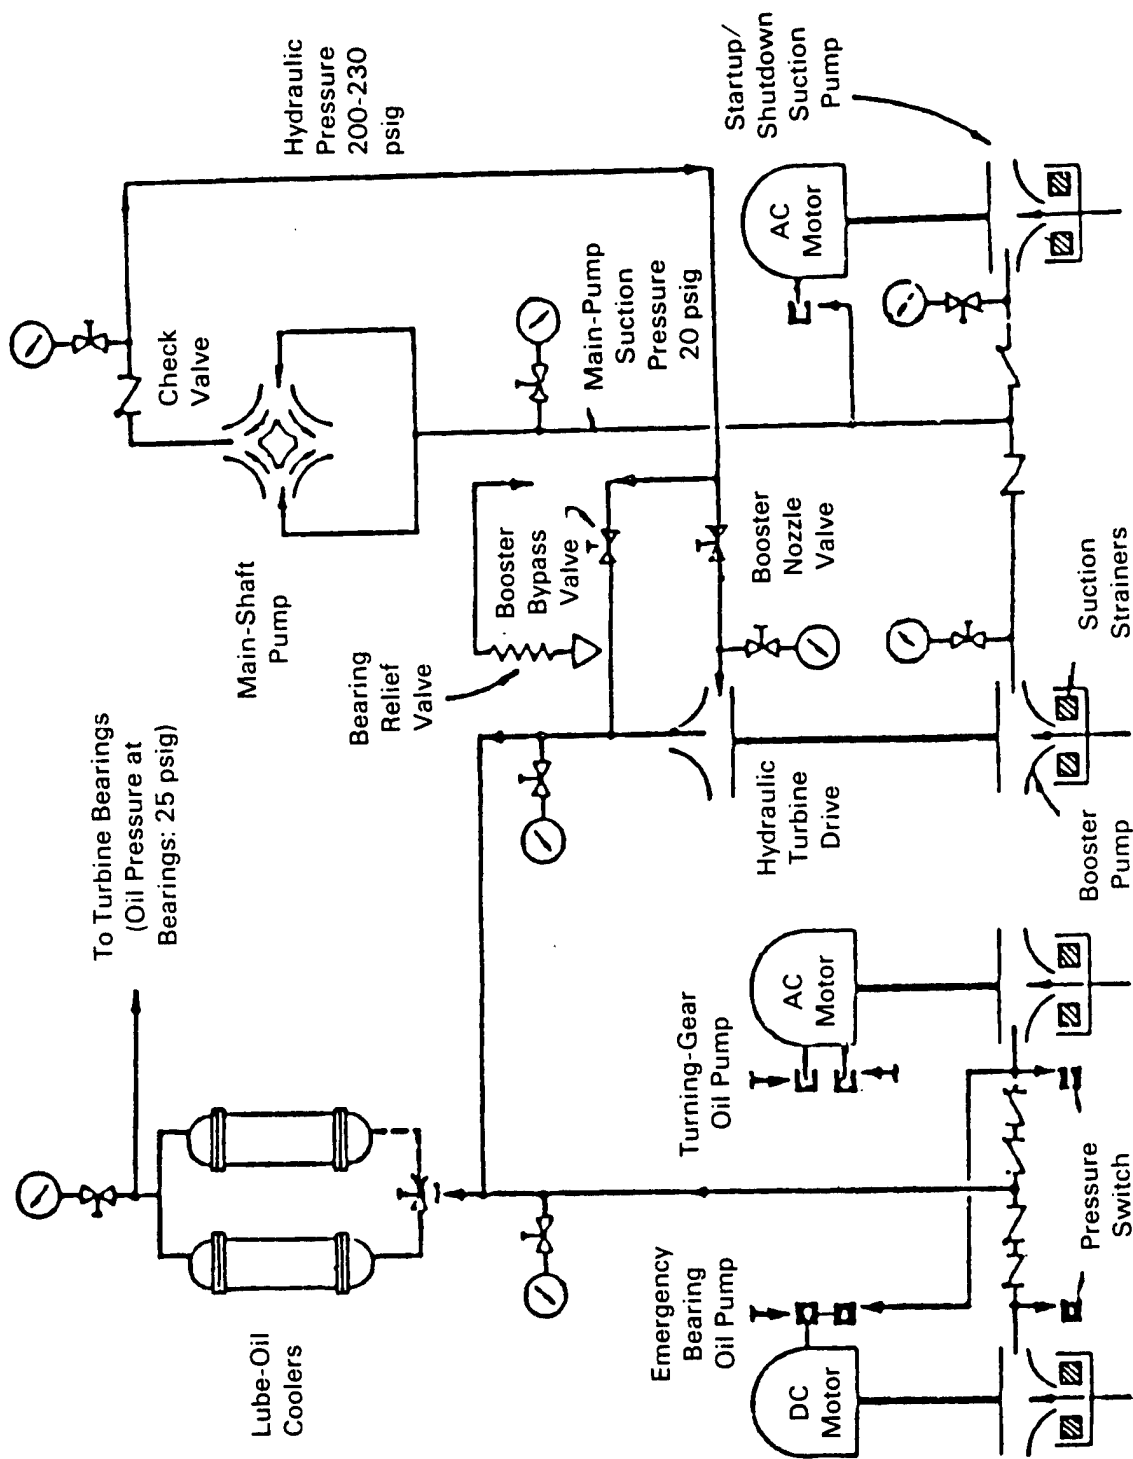 To Turbine Bearings
(Oil Pressure at
Bearings: 25 psig)
Lube-Oil
Coolers
Main-Shaft
Pump
Check
Valve
Hydraulic
Pressure
200-230
psig
Bearing
Relief
Valve
Booster
Bypass
Valve
Main-Pump
Suction
Pressure
20 psig
Emergency
Bearing
Oil Pump
Turning-Gear
Oil Pump
Hydraulic
Turbine
Drive
Booster
Nozzle
Valve
Startup/
Shutdown
Suction
Pump
DC
Motor
AC
Motor
AC
Motor
Pressure
Switch
Booster
Pump
Suction
Strainers